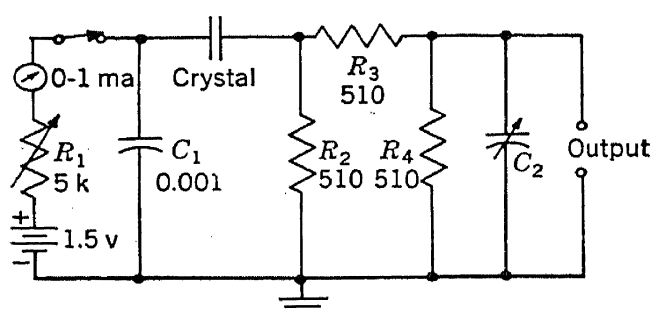 0-1 ma
Crystal
R3
510
R1
5 k
C1
0.001
R2
510
R4
510
C2
Output
+
1.5 v
−